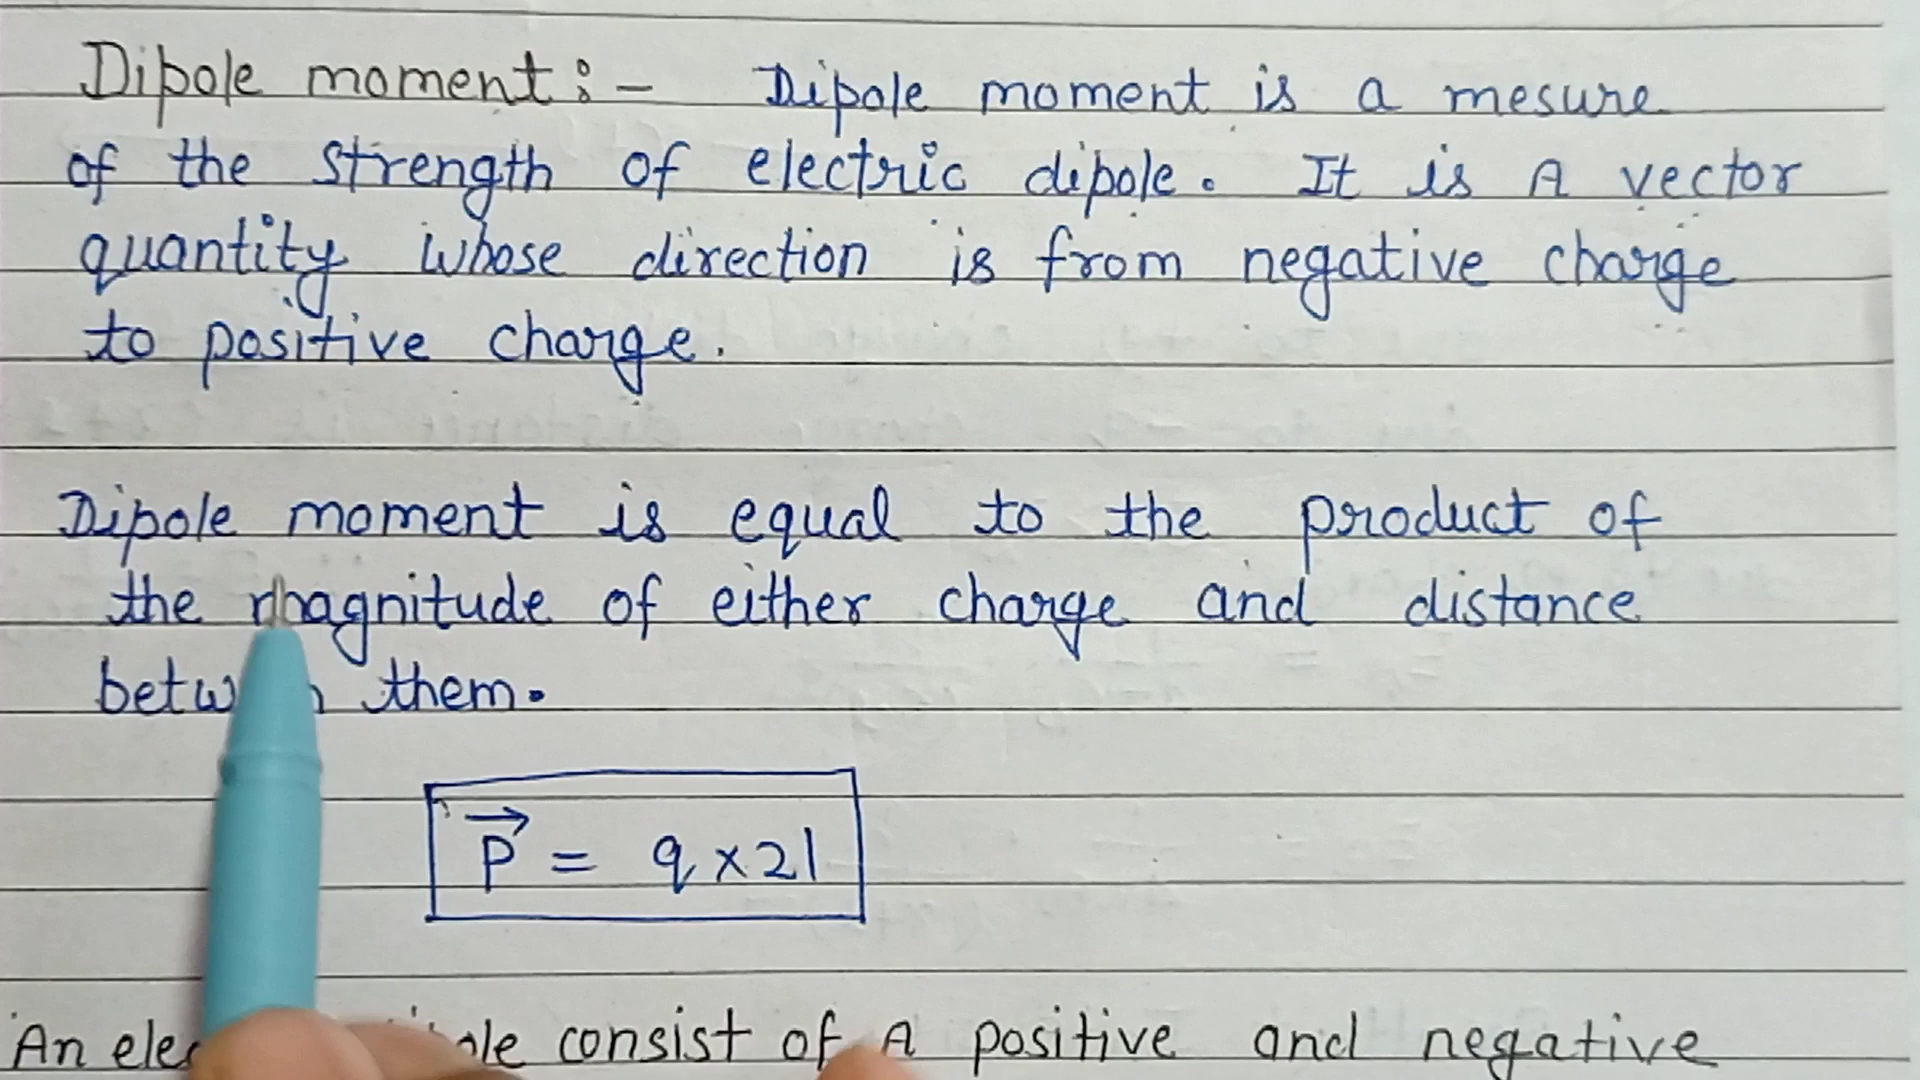 Dipole moment :- Dipole moment is a mesure
of the strength of electric dipole. It is A vector
quantity whose direction is from negative charge
to positive charge.
Dipole moment is equal to the product of
the magnitude of either charge and distance
them.
P⃗ = q × 2l
An consist of A positive and negative